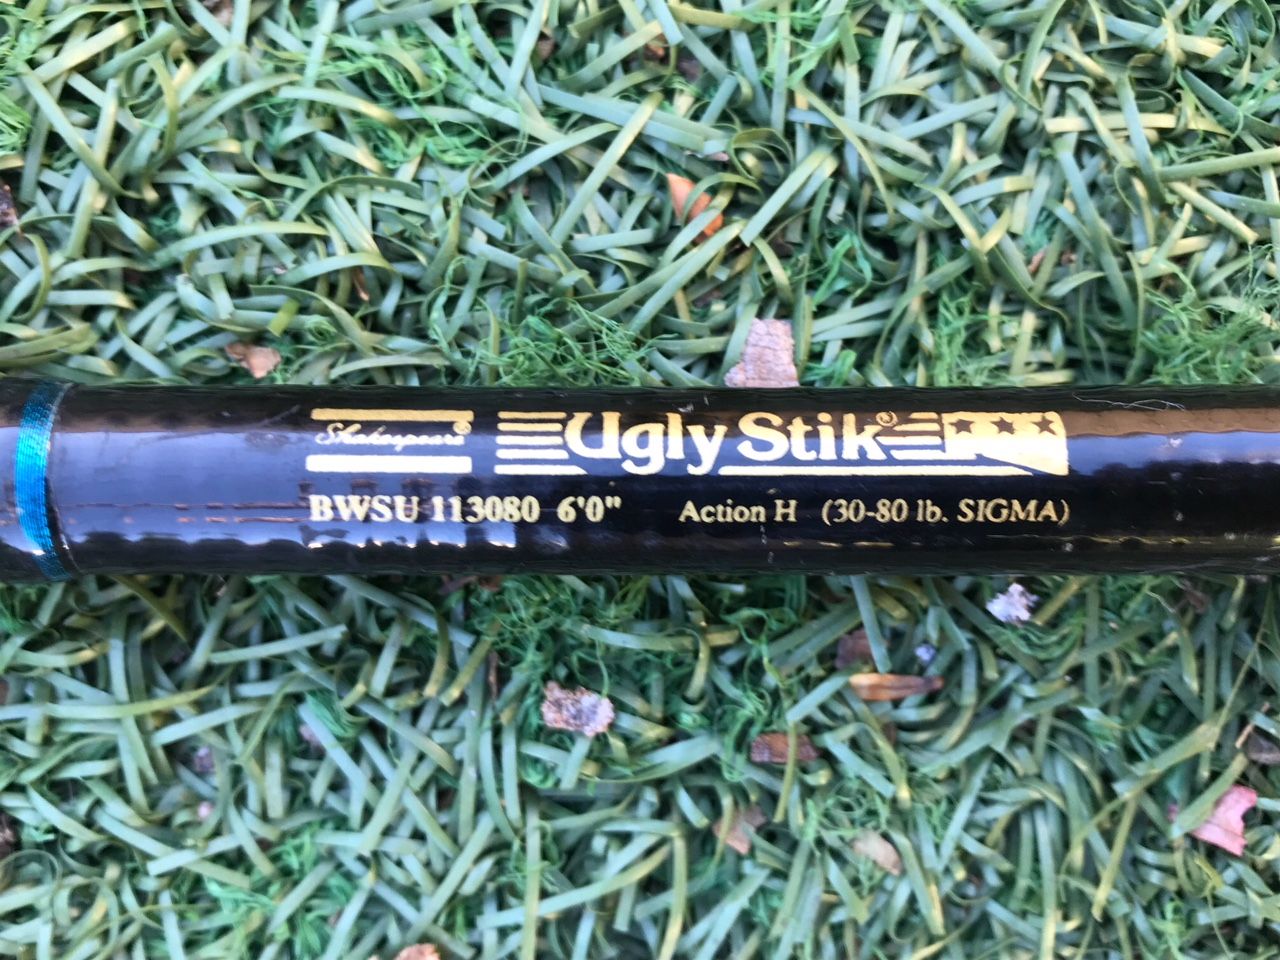 Shakespeare®
Ugly Stik®
BWSU 113080 6'0" Action H (30-80 lb. SIGMA)